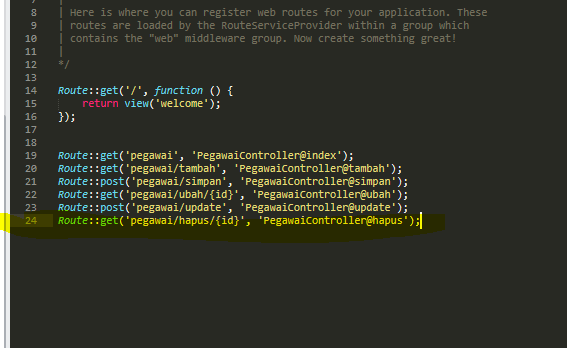 8 | Here is where you can register web routes for your application. These
9 | routes are loaded by the RouteServiceProvider within a group which
10 | contains the "web" middleware group. Now create something great!
11 |
12 */
13
14 Route::get('/', function () {
15 return view('welcome');
16 });
17
18
19 Route::get('pegawai', 'PegawaiController@index');
20 Route::get('pegawai/tambah', 'PegawaiController@tambah');
21 Route::post('pegawai/simpan', 'PegawaiController@simpan');
22 Route::get('pegawai/ubah/{id}', 'PegawaiController@ubah');
23 Route::post('pegawai/update', 'PegawaiController@update');
24 Route::get('pegawai/hapus/{id}', 'PegawaiController@hapus');